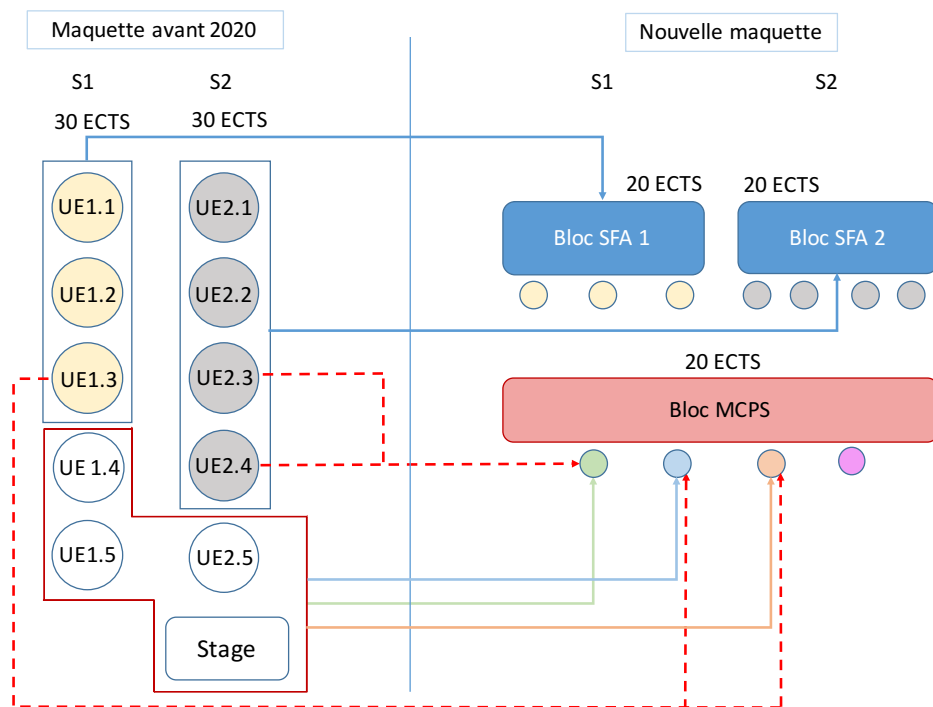 Maquette avant 2020
Nouvelle maquette
S1
S2
S1
S2
30 ECTS
30 ECTS
20 ECTS
20 ECTS
UE1.1
UE2.1
Bloc SFA 1
Bloc SFA 2
UE1.2
UE2.2
UE1.3
UE2.3
20 ECTS
Bloc MCPS
UE 1.4
UE2.4
UE1.5
UE2.5
Stage